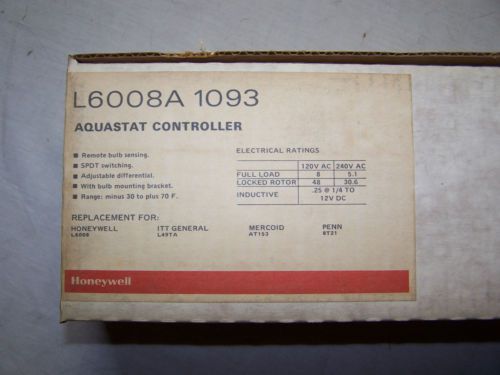 L6008A 1093
AQUASTAT CONTROLLER
▪ Remote bulb sensing.
▪ SPDT switching.
▪ Adjustable differential.
▪ With bulb mounting bracket.
▪ Range: minus 30 to plus 70 F.
ELECTRICAL RATINGS
120V AC 240V AC
FULL LOAD 8 5.1
LOCKED ROTOR 48 30.6
INDUCTIVE .25 @ 1/4 TO
12V DC
REPLACEMENT FOR:
HONEYWELL ITT GENERAL MERCOID PENN
L6008 L49TA AT153 8T21
Honeywell